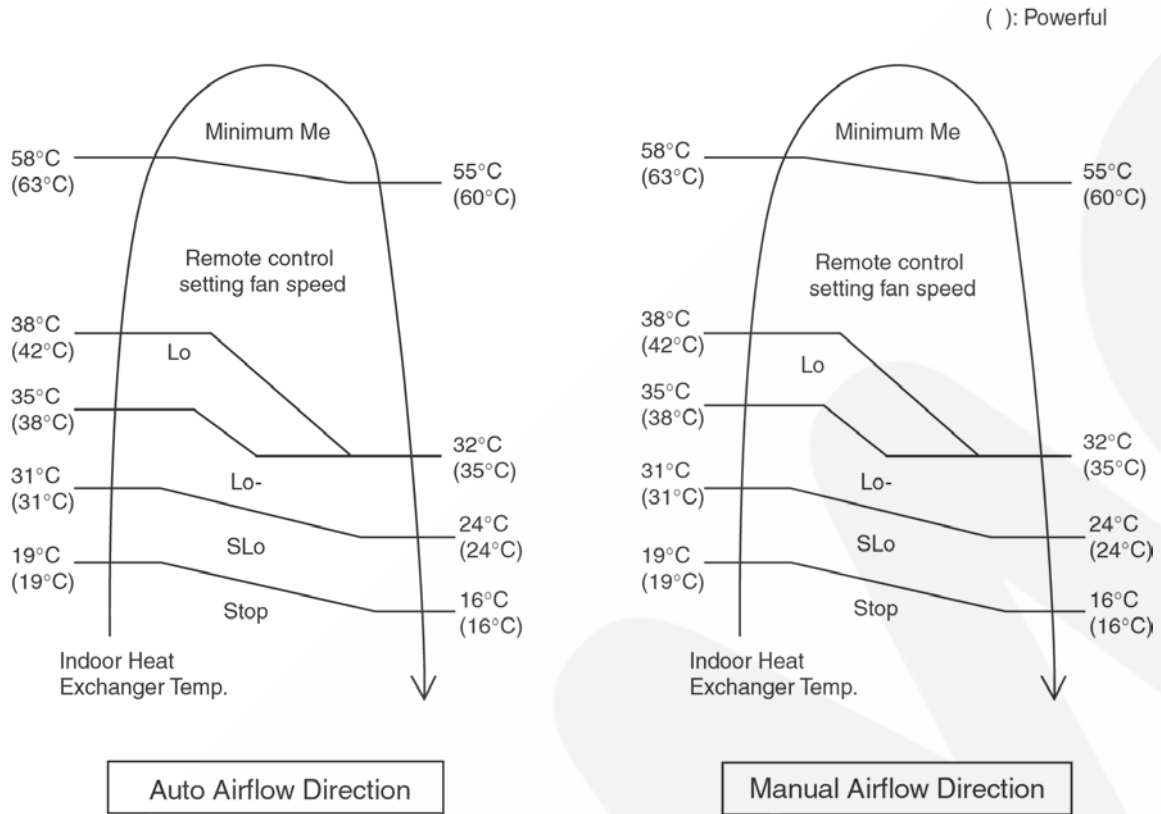 ( ): Powerful
Minimum Me
58°C
(63°C)
55°C
(60°C)
Remote control
setting fan speed
38°C
(42°C)
Lo
35°C
(38°C)
32°C
(35°C)
31°C
(31°C)
Lo-
24°C
(24°C)
SLo
19°C
(19°C)
16°C
(16°C)
Stop
Indoor Heat
Exchanger Temp.
Auto Airflow Direction
Minimum Me
58°C
(63°C)
55°C
(60°C)
Remote control
setting fan speed
38°C
(42°C)
Lo
35°C
(38°C)
32°C
(35°C)
31°C
(31°C)
Lo-
24°C
(24°C)
SLo
19°C
(19°C)
16°C
(16°C)
Stop
Indoor Heat
Exchanger Temp.
Manual Airflow Direction